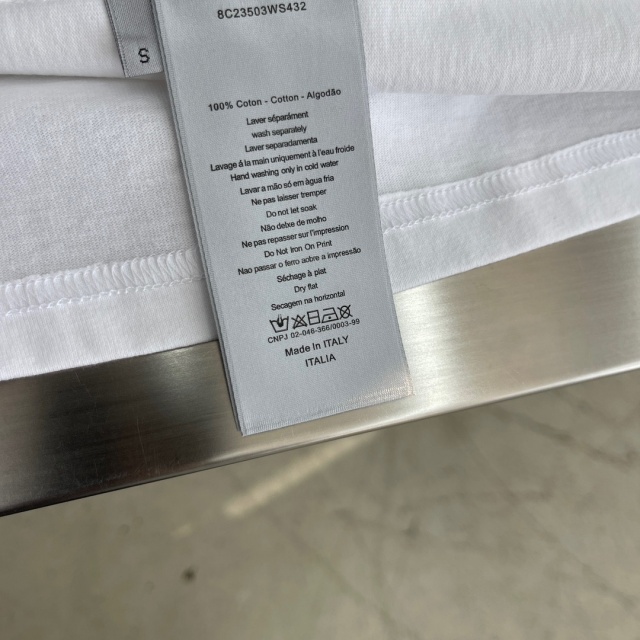 8C23503WS432
S
100% Coton - Cotton - Algodão
Laver séparément
wash separately
Laver separadamenta
Lavage á la main uniquement à l'eau froide
Hand washing only in cold water
Lavar a mão só em água fria
Ne pas laisser tremper
Do not let soak
Não deixe de molho
Ne pas repasser sur l'impression
Do Not Iron On Print
Nao passar o ferro abre a impressão
Séchage à plat
Dry flat
Secagem na horizontal
CNPJ 02-046-366/0003-99
Made In ITALY
ITALIA